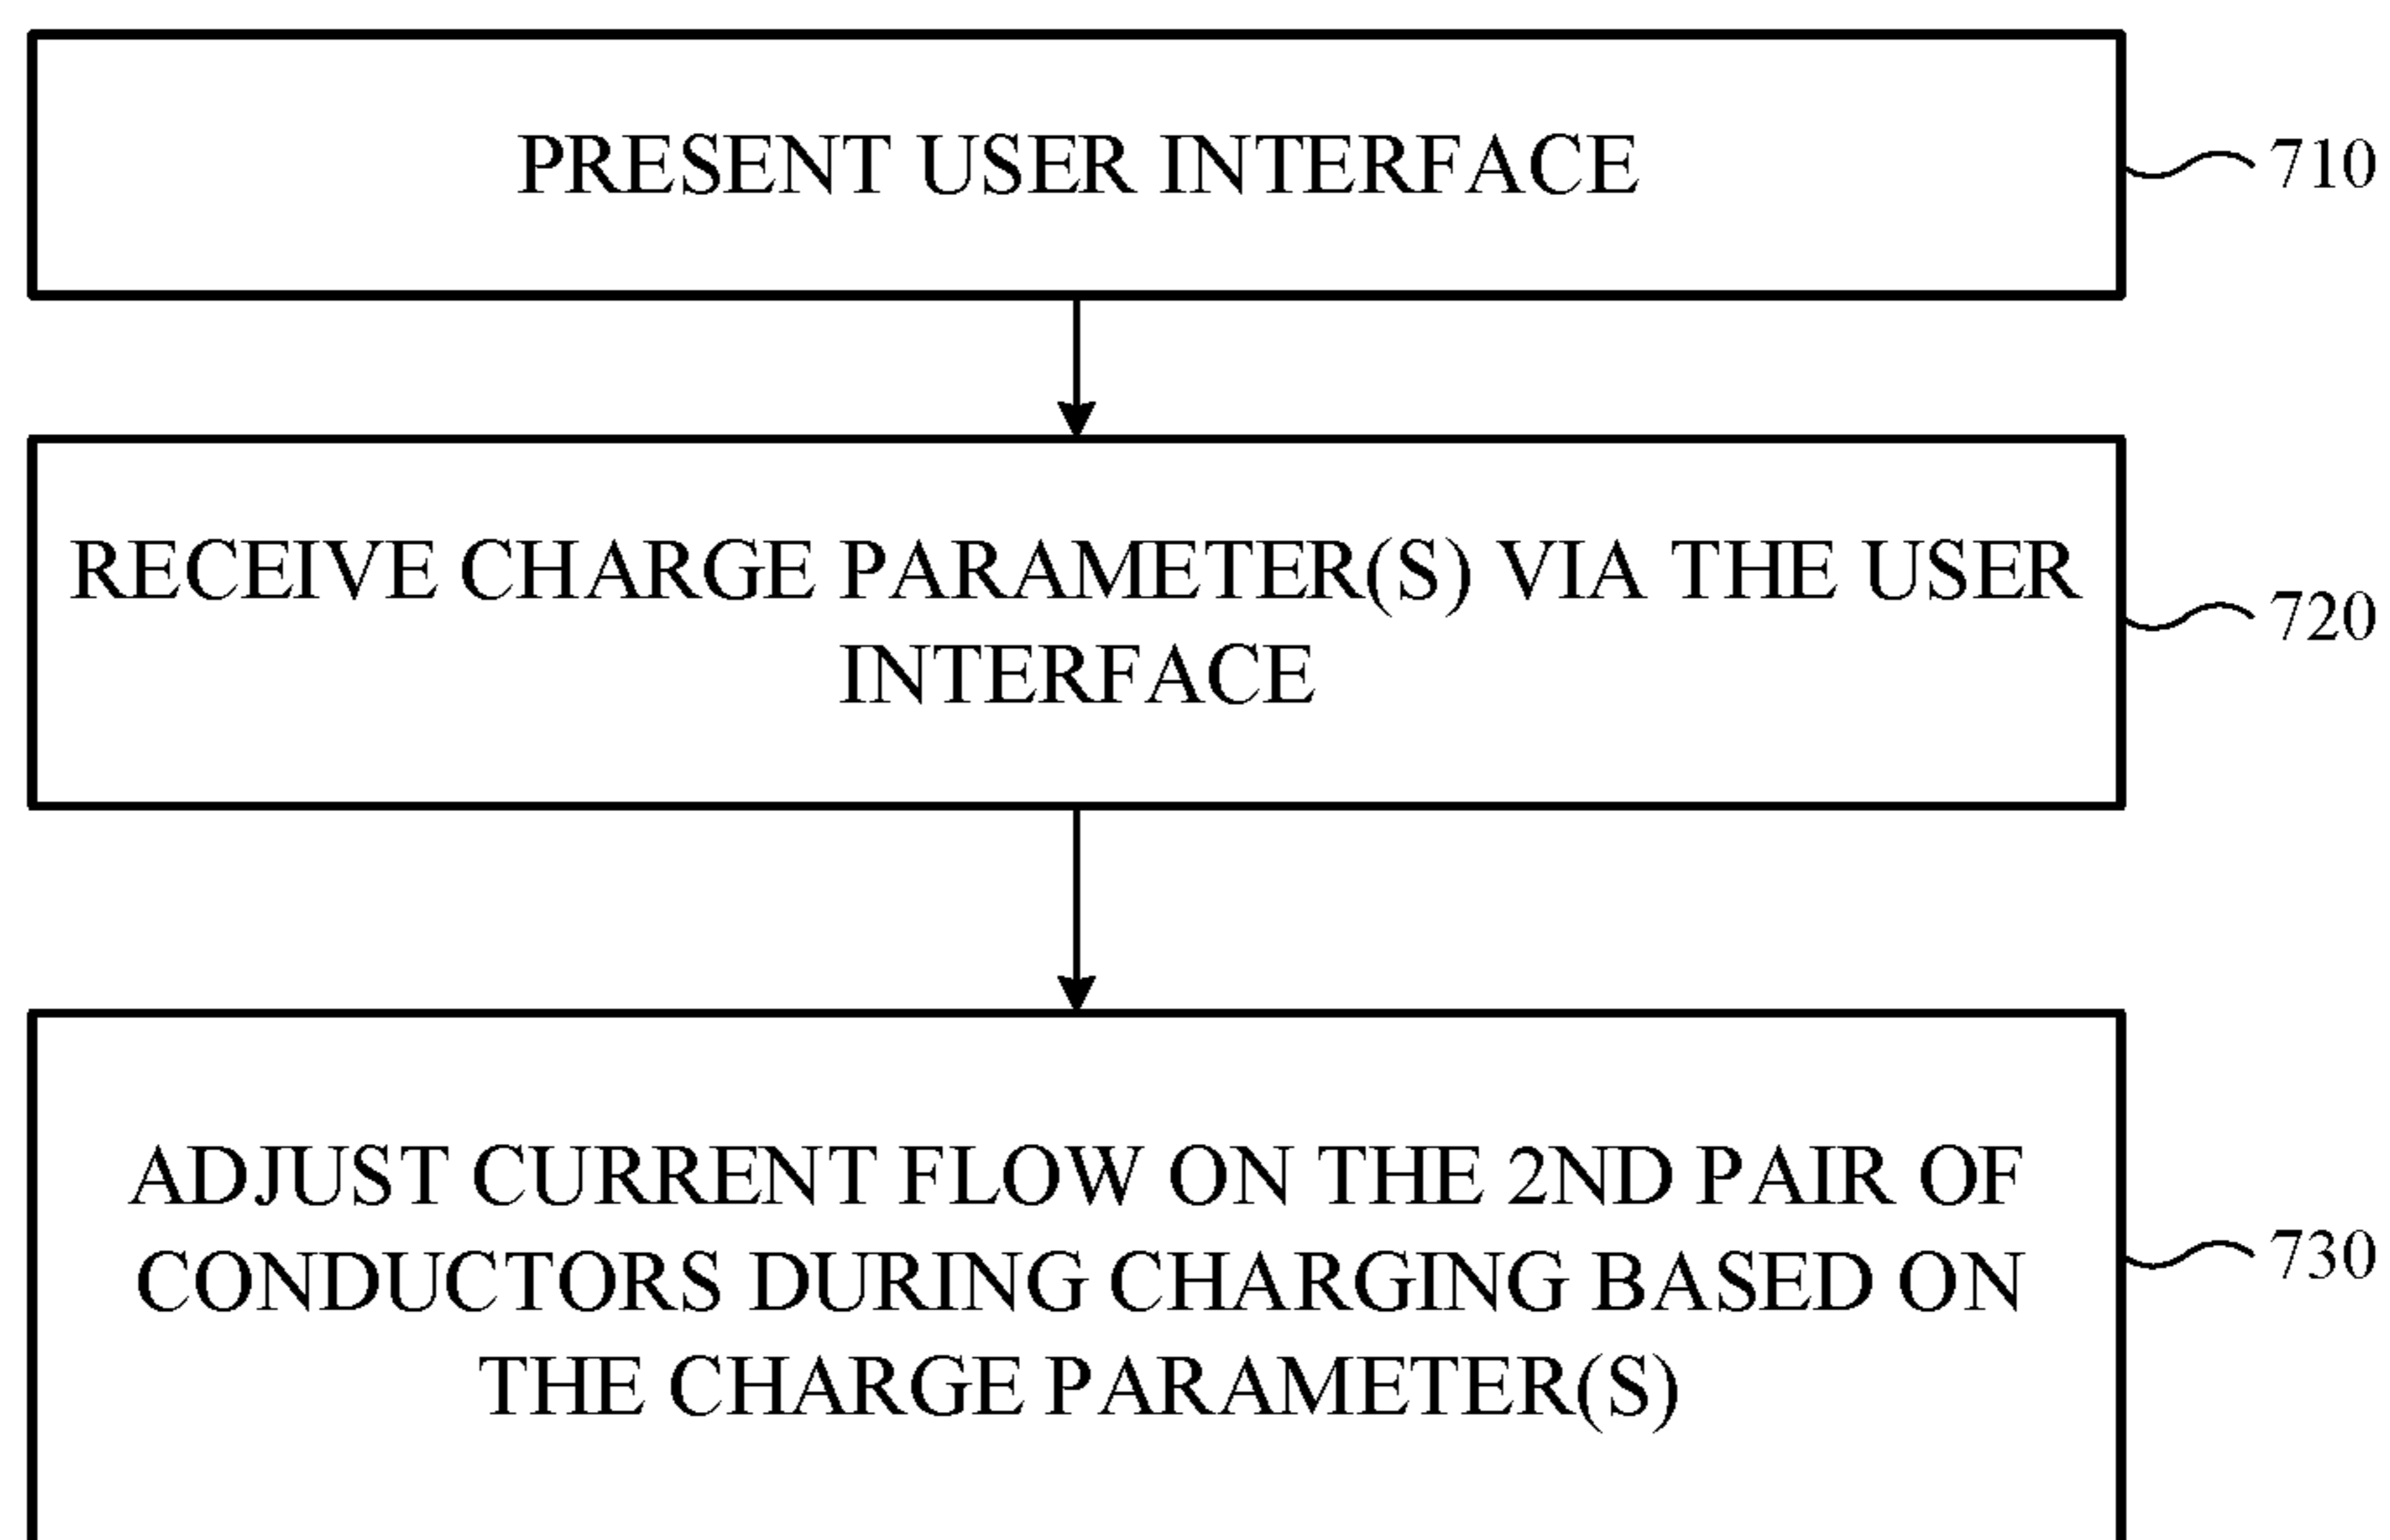 PRESENT USER INTERFACE
710
RECEIVE CHARGE PARAMETER(S) VIA THE USER
INTERFACE
720
ADJUST CURRENT FLOW ON THE 2ND PAIR OF
CONDUCTORS DURING CHARGING BASED ON
THE CHARGE PARAMETER(S)
730